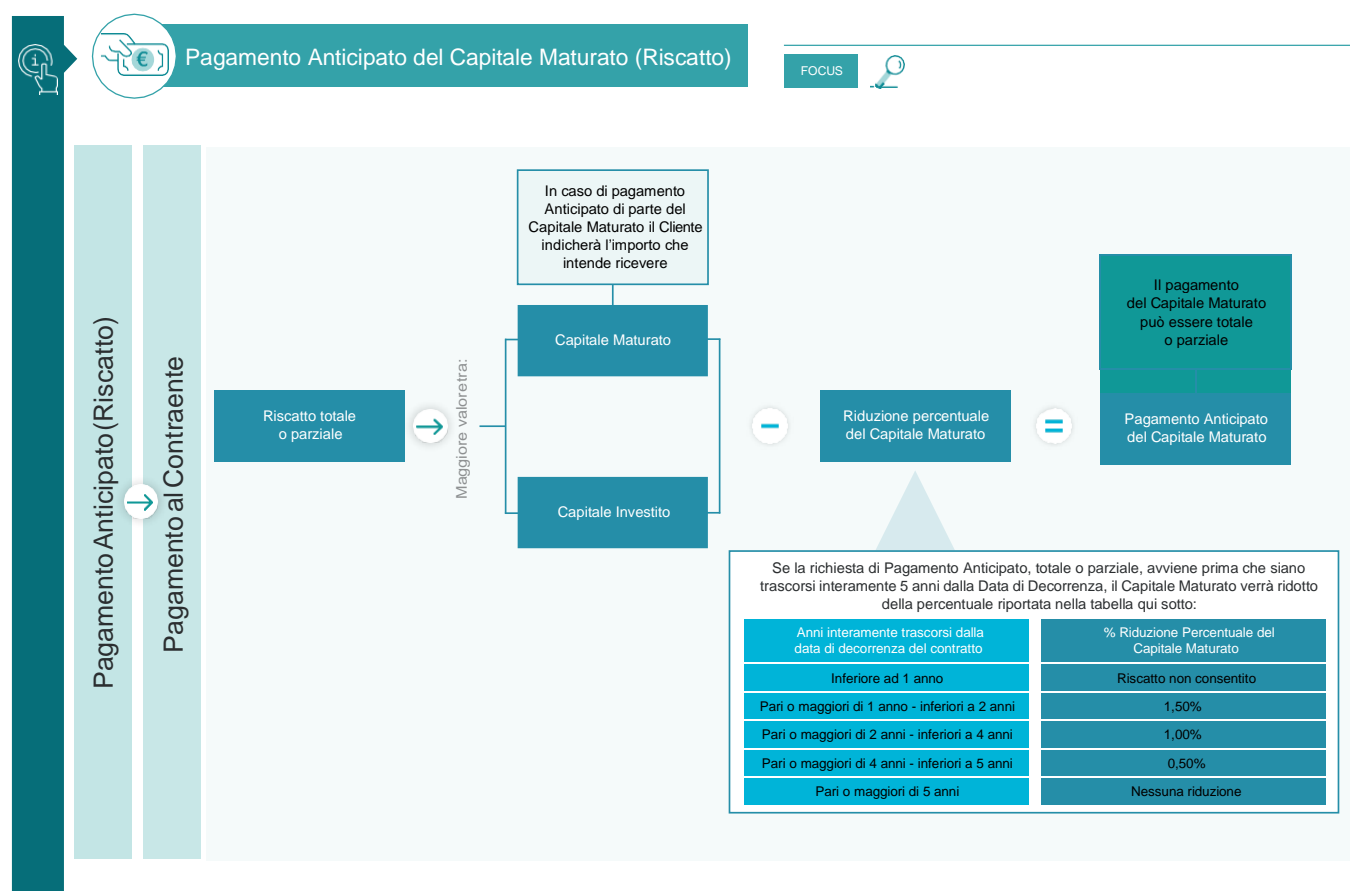 Pagamento Anticipato del Capitale Maturato (Riscatto)
FOCUS
Pagamento Anticipato (Riscatto)
Pagamento al Contraente
Riscatto totale
o parziale
Maggiore valoretra:
In caso di pagamento
Anticipato di parte del
Capitale Maturato il Cliente
indicherà l'importo che
intende ricevere
Capitale Maturato
Capitale Investito
Riduzione percentuale
del Capitale Maturato
Il pagamento
del Capitale Maturato
può essere totale
o parziale
Pagamento Anticipato
del Capitale Maturato
Se la richiesta di Pagamento Anticipato, totale o parziale, avviene prima che siano
trascorsi interamente 5 anni dalla Data di Decorrenza, il Capitale Maturato verrà ridotto
della percentuale riportata nella tabella qui sotto:
Anni interamente trascorsi dalla
data di decorrenza del contratto
% Riduzione Percentuale del
Capitale Maturato
Inferiore ad 1 anno
Riscatto non consentito
Pari o maggiori di 1 anno - inferiori a 2 anni
1,50%
Pari o maggiori di 2 anni - inferiori a 4 anni
1,00%
Pari o maggiori di 4 anni - inferiori a 5 anni
0,50%
Pari o maggiori di 5 anni
Nessuna riduzione